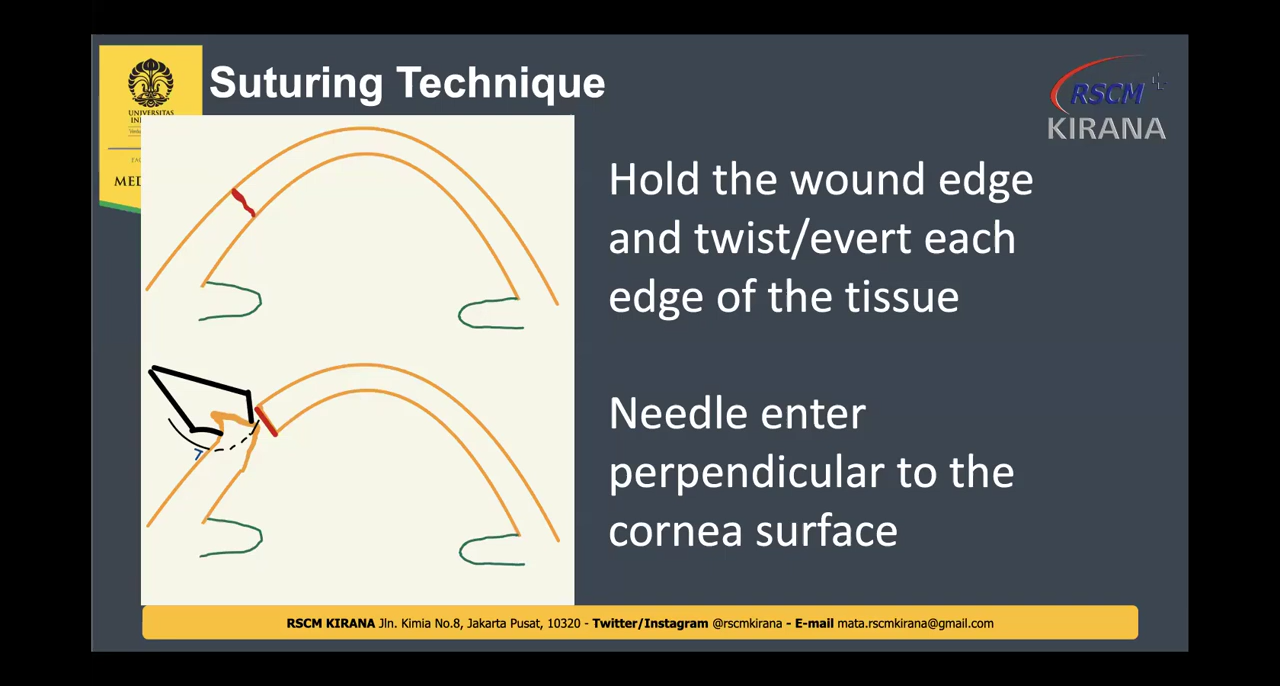 Suturing Technique
UNIVERSITAS
MED
RSCM
KIRANA
Hold the wound edge
and twist/evert each
edge of the tissue
Needle enter
perpendicular to the
cornea surface
RSCM KIRANA Jln. Kimia No.8, Jakarta Pusat, 10320 - Twitter/Instagram @rscmkirana - E-mail mata.rscmkirana@gmail.com